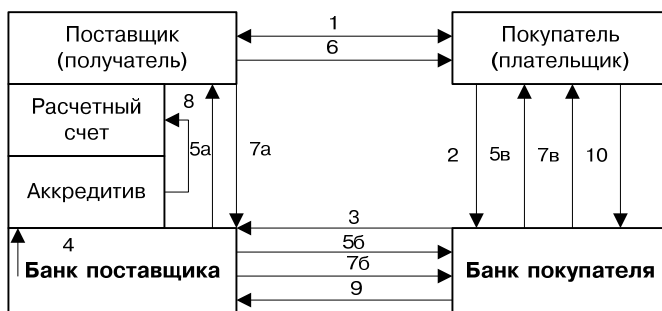 Поставщик
(получатель)
1
6
Покупатель
(плательщик)
Расчетный
счет
8
5а
7а
2
5в
7в
10
Аккредитив
3
4
5б
Банк поставщика
7б
Банк покупателя
9